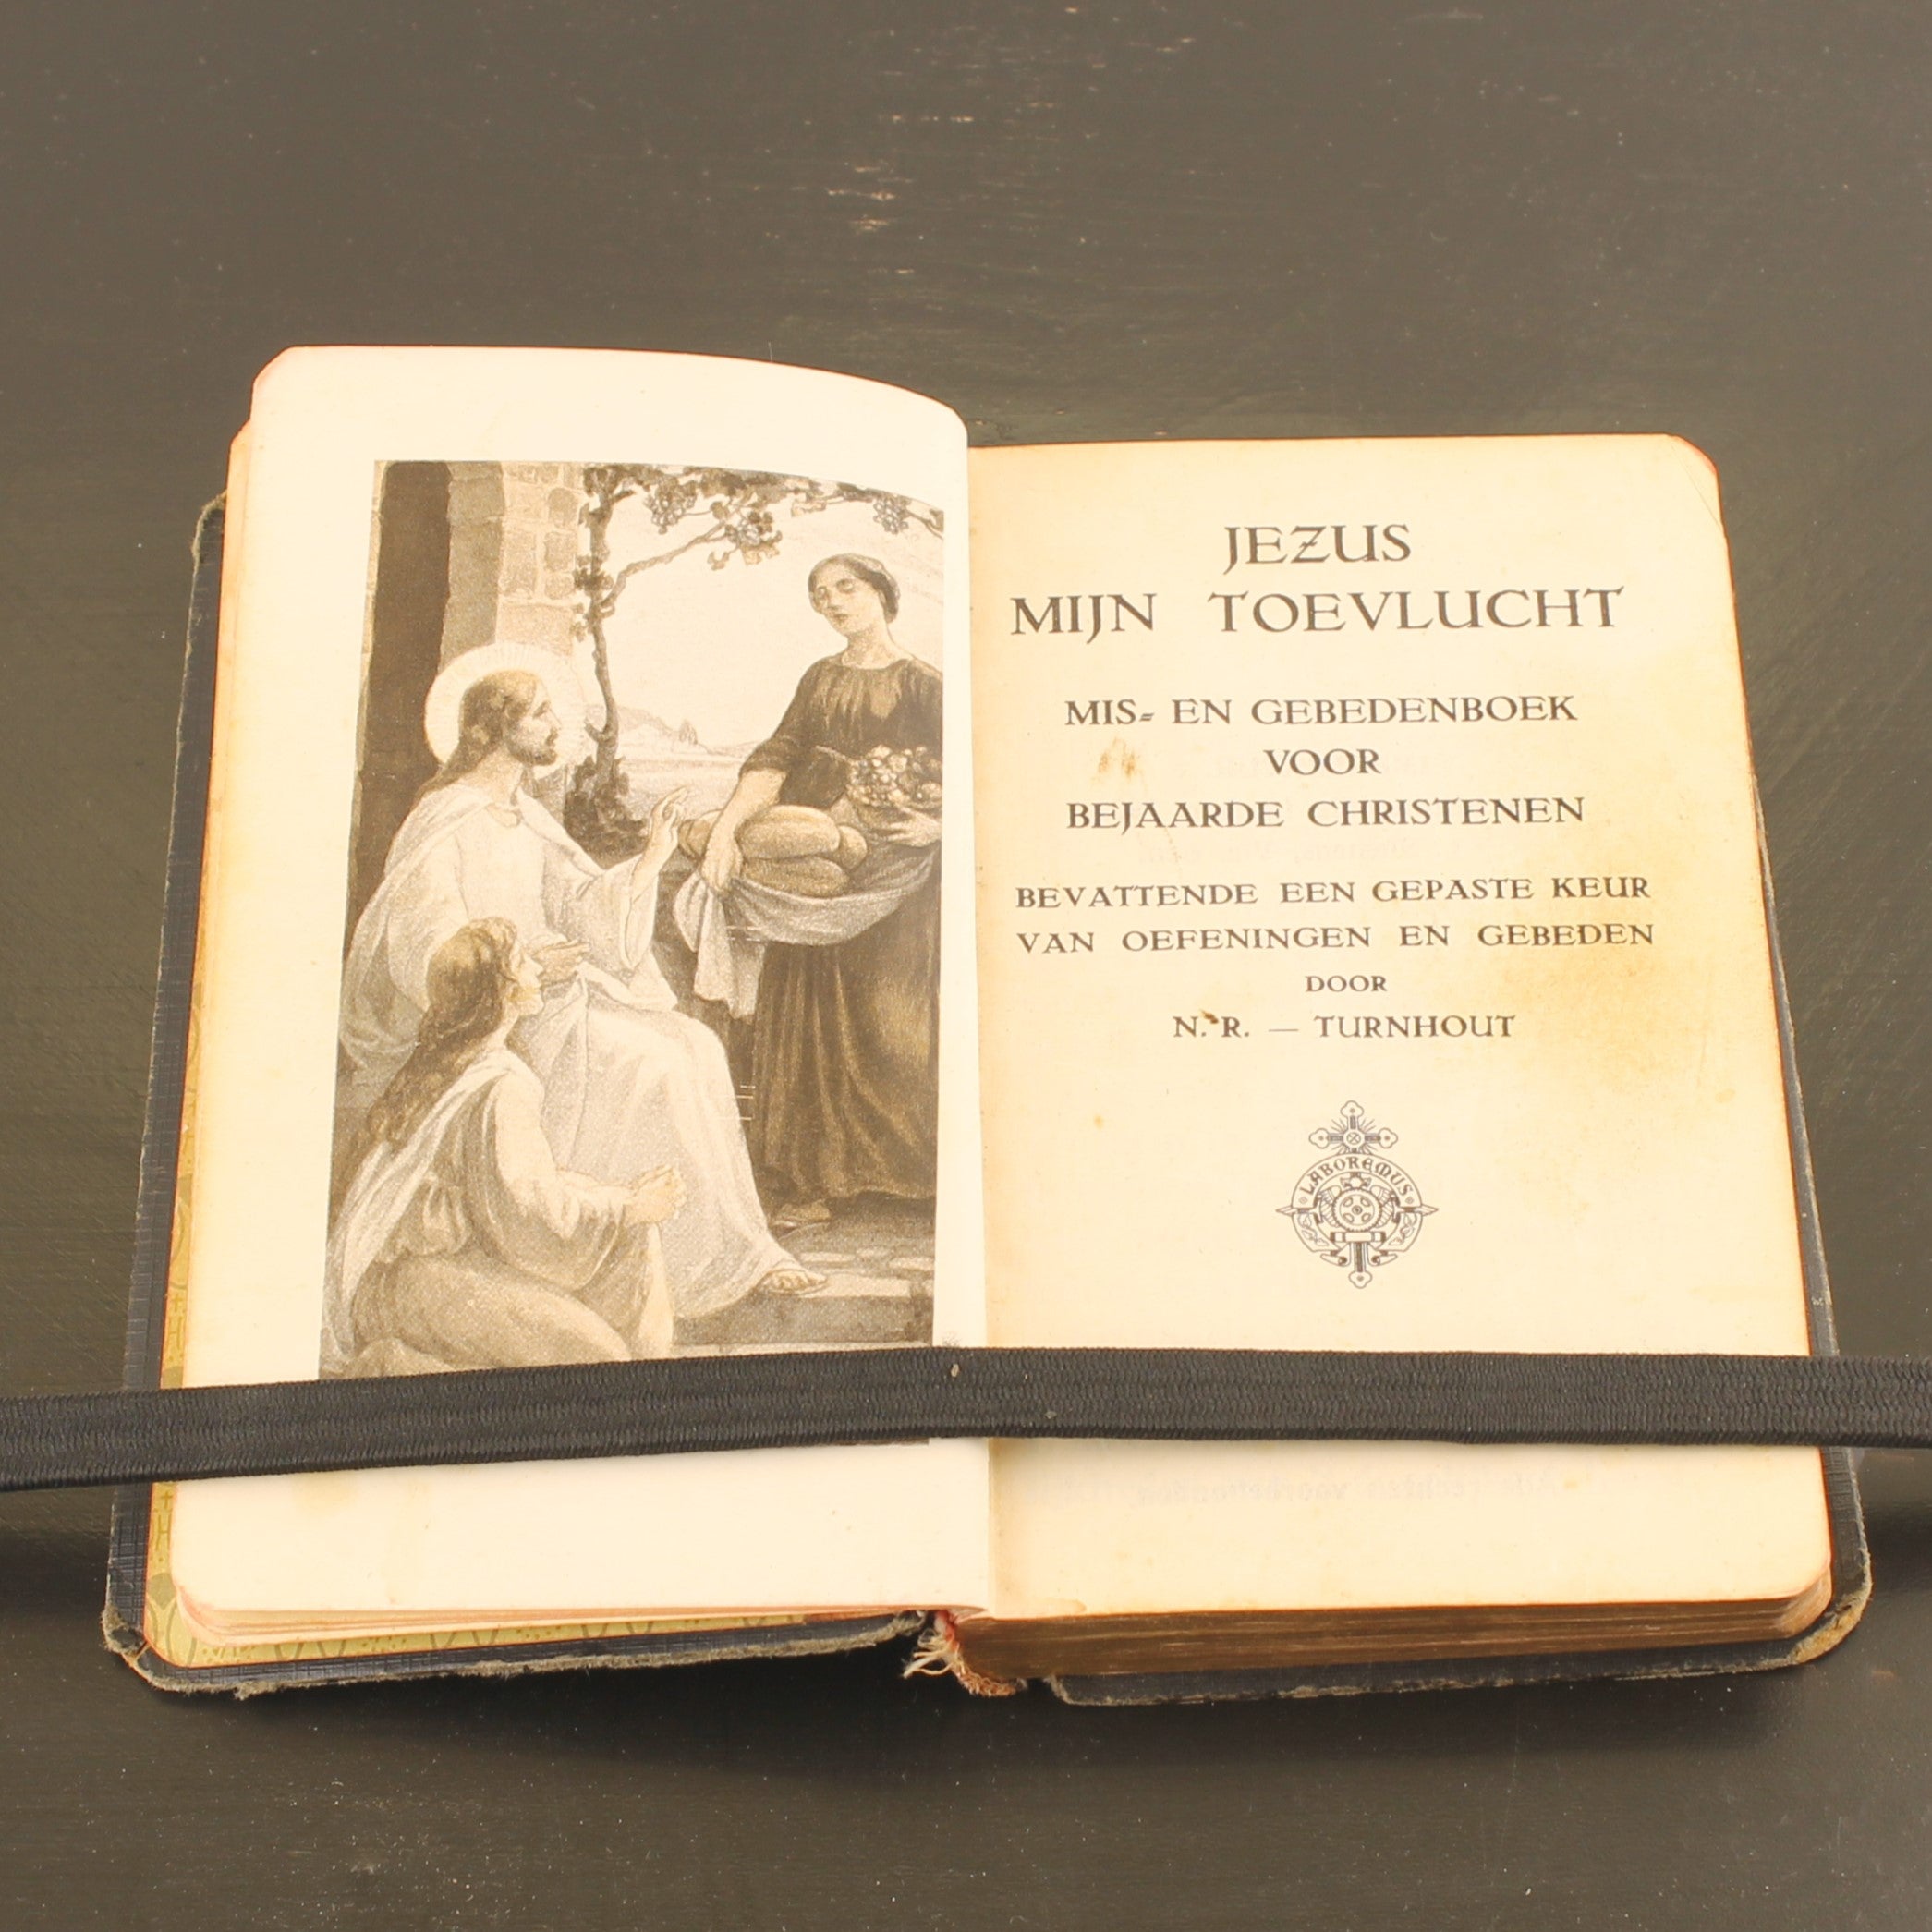 JEZUS
MIJN TOEVLUCHT
MIS- EN GEBEDENBOEK
VOOR
BEJAARDE CHRISTENEN
BEVATTENDE EEN GEPASTE KEUR
VAN OEFENINGEN EN GEBEDEN
DOOR
N. R. — TURNHOUT
LABOREMUS